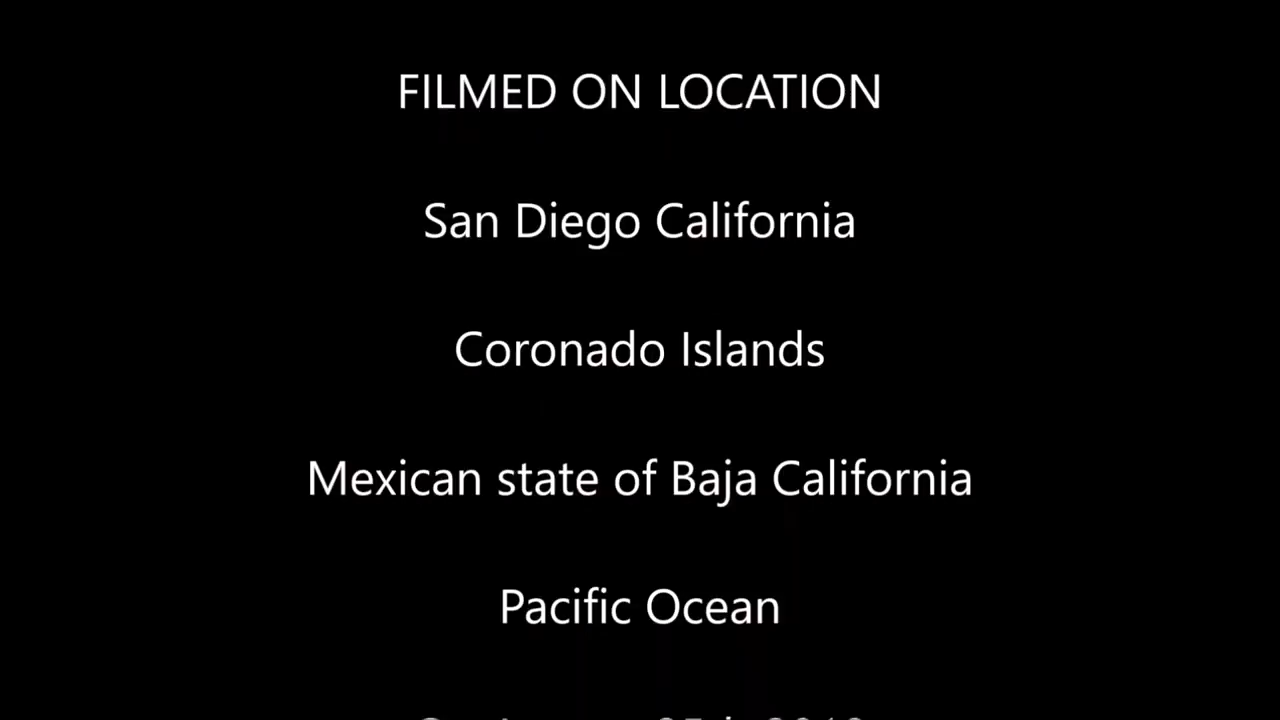 FILMED ON LOCATION
San Diego California
Coronado Islands
Mexican state of Baja California
Pacific Ocean